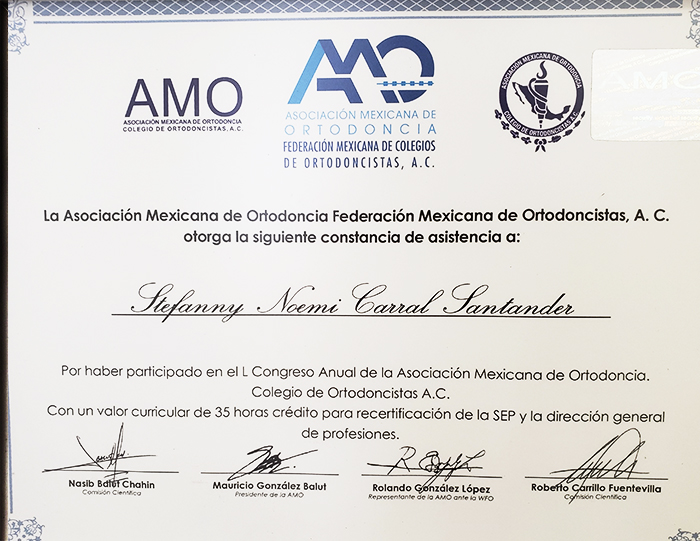 AMO
ASOCIACIÓN MEXICANA DE ORTODONCIA
COLEGIO DE ORTODONCISTAS, A.C.
AMO
ASOCIACIÓN MEXICANA DE
ORTODONCIA
FEDERACIÓN MEXICANA DE COLEGIOS
DE ORTODONCISTAS, A.C.
ASOCIACIÓN MEXICANA DE ORTODONCIA
COLEGIO DE ORTODONCISTAS A.C.
AMO
La Asociación Mexicana de Ortodoncia Federación Mexicana de Ortodoncistas, A. C.
otorga la siguiente constancia de asistencia a:
Stefanny Noemi Carral Santander
Por haber participado en el L Congreso Anual de la Asociación Mexicana de Ortodoncia.
Colegio de Ortodoncistas A.C.
Con un valor curricular de 35 horas crédito para recertificación de la SEP y la dirección general
de profesiones.
Nasib Balut Chahin
Comisión Científica
Mauricio González Balut
Presidente de la AMO
Rolando González López
Representante de la AMO ante la WFO
Roberto Carrillo Fuentevilla
Comisión Científica